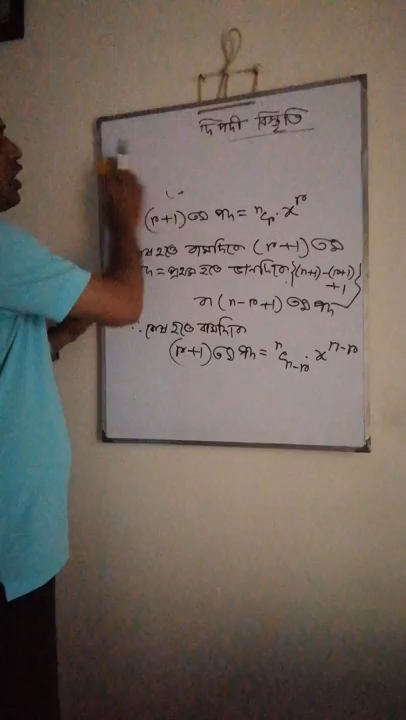 দ্বিপদী বিস্তৃতি
(r+1) তম পদ = ⁿcᵣ. xʳ
হতে বামদিকে (r+1) তম
= প্রথম হতে ডানদিকে {(n+1)-(r+1)+1}
বা (n-r+1) তম পদ
∴ শেষ হতে বামদিকে
(r+1) তম পদ = ⁿcₙ₋ᵣ. xⁿ⁻ʳ